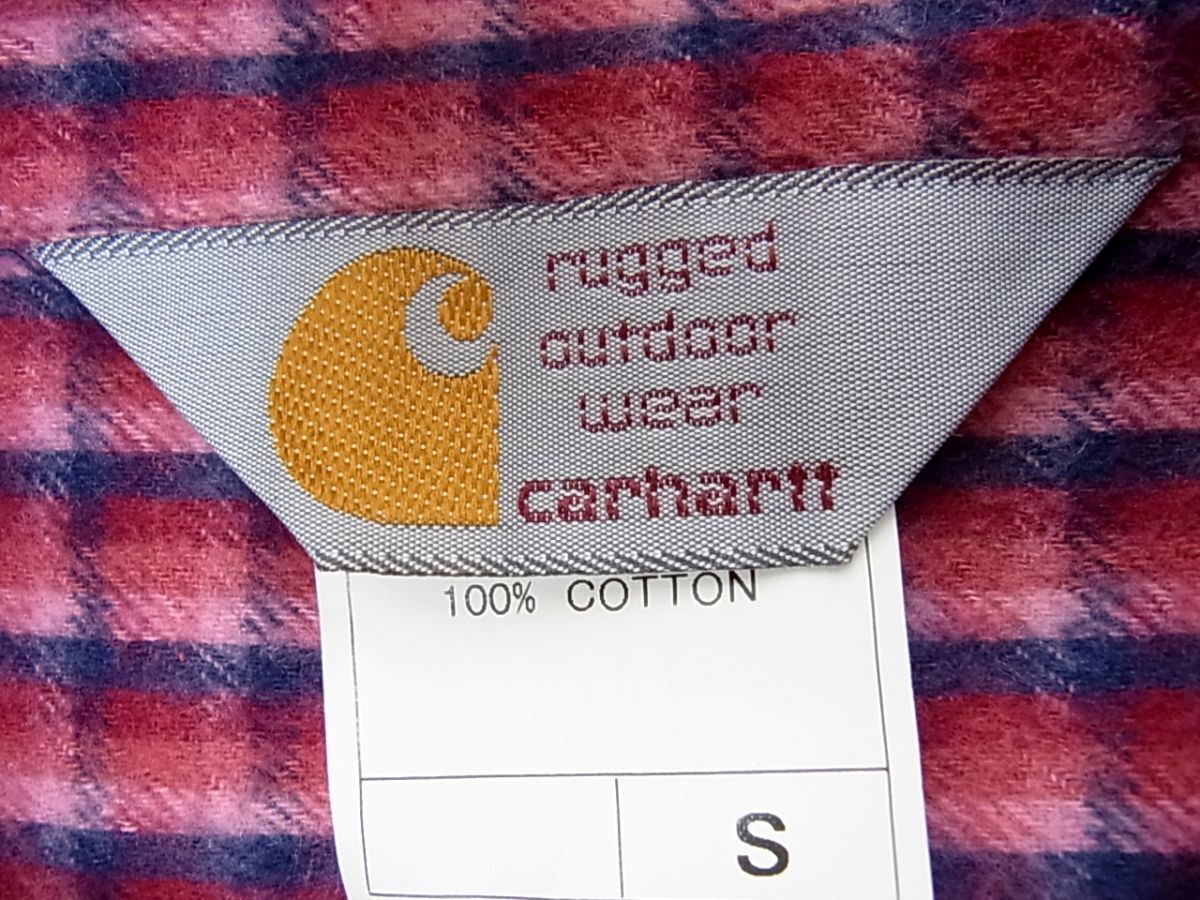 rugged
outdoor
wear
carhartt
100% COTTON
S